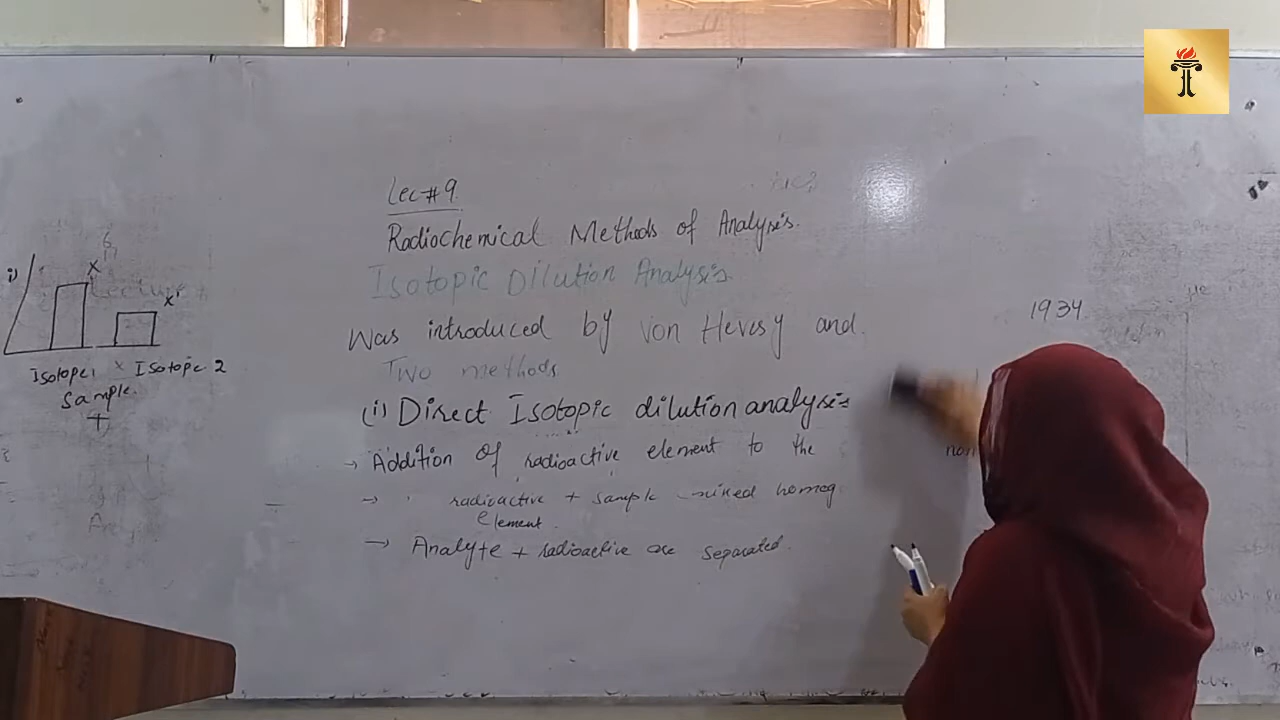 Lec# 9
Radiochemical Methods of Analysis.
Isotopic Dilution Analysis
Was introduced by von Hevesy and
1934
Two methods
(i) Direct Isotopic dilution analysis
→ Addition of radioactive element to the
non
→ radioactive + sample mixed homog
element.
→ Analyte + radioactive are separated.
i)
X
X'
Isotope1 x Isotope 2
Sample.
+